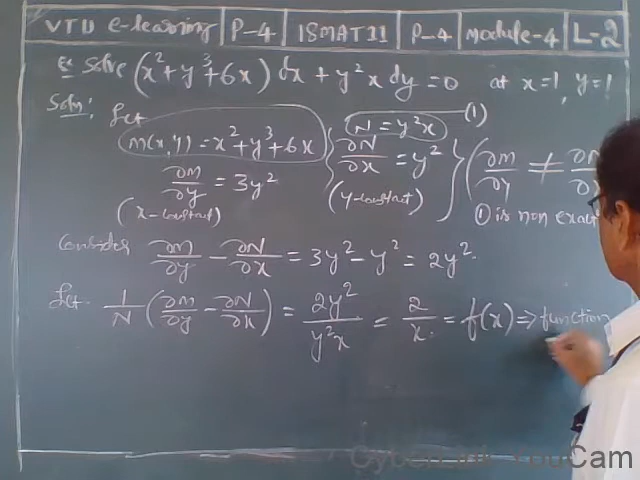 VTU e-learning | P-4 | 18MAT11 | P-4 | Module-4 | L-2
Ex Solve (x²+y³+6x) dx + y²x dy = 0 at x=1, y=1
Soln: Let
M(x,y) = x²+y³+6x
N = y²x (1)
∂M/∂y = 3y²
(x-constant)
∂N/∂x = y²
(y-constant)
∂M/∂y ≠ ∂N/∂
① is non exact
Consider ∂M/∂y − ∂N/∂x = 3y² − y² = 2y².
Let. 1/N (∂M/∂y − ∂N/∂x) = 2y²/y²x = 2/x = f(x) ⇒ function
CyberLink YouCam